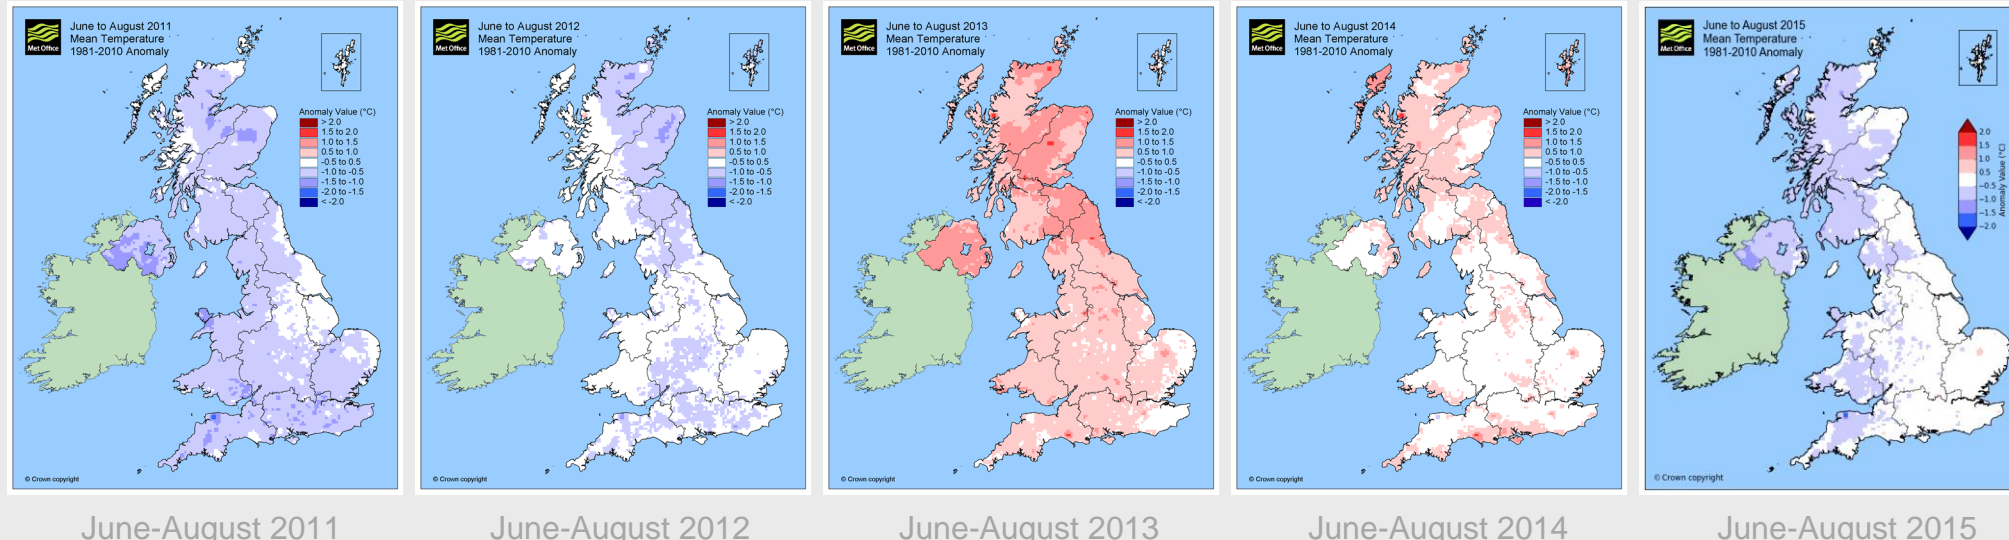 Met Office
June to August 2011
Mean Temperature
1981-2010 Anomaly
Anomaly Value (°C)
> 2.0
1.5 to 2.0
1.0 to 1.5
0.5 to 1.0
-0.5 to 0.5
-1.0 to -0.5
-1.5 to -1.0
-2.0 to -1.5
< -2.0
© Crown copyright
June-August 2011
Met Office
June to August 2012
Mean Temperature
1981-2010 Anomaly
Anomaly Value (°C)
> 2.0
1.5 to 2.0
1.0 to 1.5
0.5 to 1.0
-0.5 to 0.5
-1.0 to -0.5
-1.5 to -1.0
-2.0 to -1.5
< -2.0
© Crown copyright
June-August 2012
Met Office
June to August 2013
Mean Temperature
1981-2010 Anomaly
Anomaly Value (°C)
> 2.0
1.5 to 2.0
1.0 to 1.5
0.5 to 1.0
-0.5 to 0.5
-1.0 to -0.5
-1.5 to -1.0
-2.0 to -1.5
< -2.0
© Crown copyright
June-August 2013
Met Office
June to August 2014
Mean Temperature
1981-2010 Anomaly
Anomaly Value (°C)
> 2.0
1.5 to 2.0
1.0 to 1.5
0.5 to 1.0
-0.5 to 0.5
-1.0 to -0.5
-1.5 to -1.0
-2.0 to -1.5
< -2.0
© Crown copyright
June-August 2014
Met Office
June to August 2015
Mean Temperature
1981-2010 Anomaly
2.0
1.5
1.0
0.5
-0.5
-1.0
-1.5
-2.0
Anomaly Value (°C)
© Crown copyright
June-August 2015